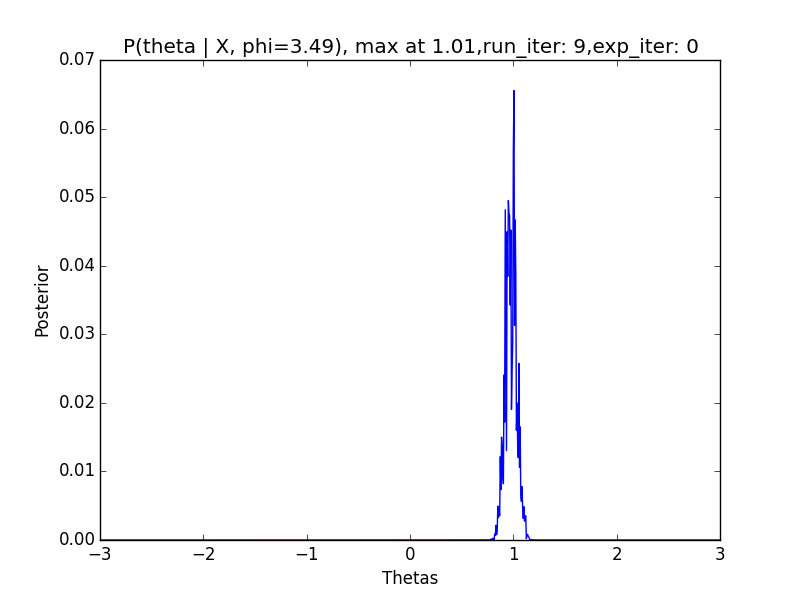 P(theta | X, phi=3.49), max at 1.01,run_iter: 9,exp_iter: 0
0.07
0.06
0.05
0.04
0.03
0.02
0.01
0.00
Posterior
−3 −2 −1 0 1 2 3
Thetas